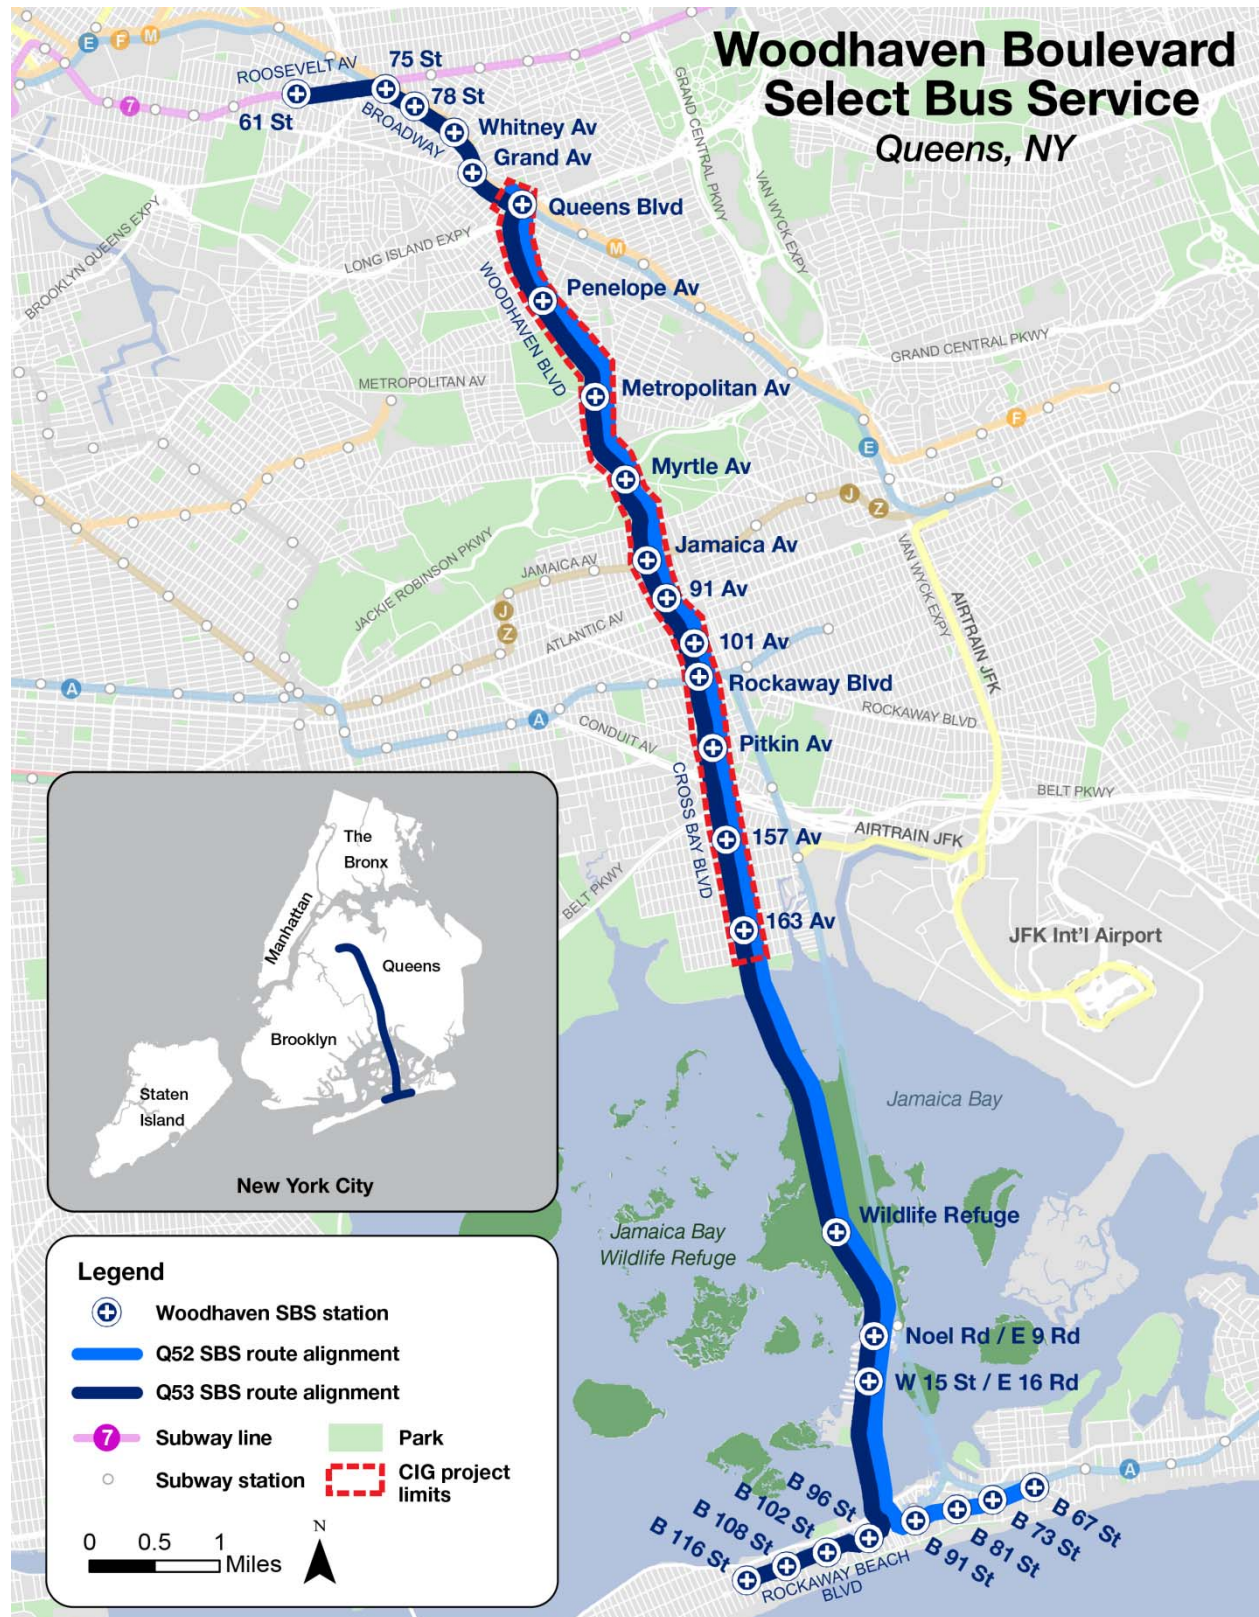 Woodhaven Boulevard
Select Bus Service
Queens, NY
E
F
M
7
ROOSEVELT AV
61 St
75 St
78 St
BROADWAY
Whitney Av
Grand Av
Queens Blvd
GRAND CENTRAL PKWY
VAN WYCK EXPY
BROOKLYN QUEENS EXPY
LONG ISLAND EXPY
M
WOODHAVEN BLVD
Penelope Av
GRAND CENTRAL PKWY
METROPOLITAN AV
Metropolitan Av
F
E
Myrtle Av
J
Z
JACKIE ROBINSON PKWY
JAMAICA AV
Jamaica Av
VAN WYCK EXPY
AIRTRAIN JFK
91 Av
J
Z
ATLANTIC AV
101 Av
Rockaway Blvd
A
A
ROCKAWAY BLVD
CONDUIT AV
Pitkin Av
CROSS BAY BLVD
BELT PKWY
157 Av
AIRTRAIN JFK
BELT PKWY
163 Av
JFK Int'l Airport
The
Bronx
Manhattan
Queens
Brooklyn
Staten
Island
New York City
Jamaica Bay
Wildlife Refuge
Jamaica Bay
Wildlife Refuge
Noel Rd / E 9 Rd
W 15 St / E 16 Rd
A
B 96 St
B 102 St
B 108 St
B 116 St
B 67 St
B 73 St
B 81 St
B 91 St
ROCKAWAY BEACH
BLVD
Legend
Woodhaven SBS station
Q52 SBS route alignment
Q53 SBS route alignment
7
Subway line
Park
Subway station
CIG project
limits
0 0.5 1
Miles
N